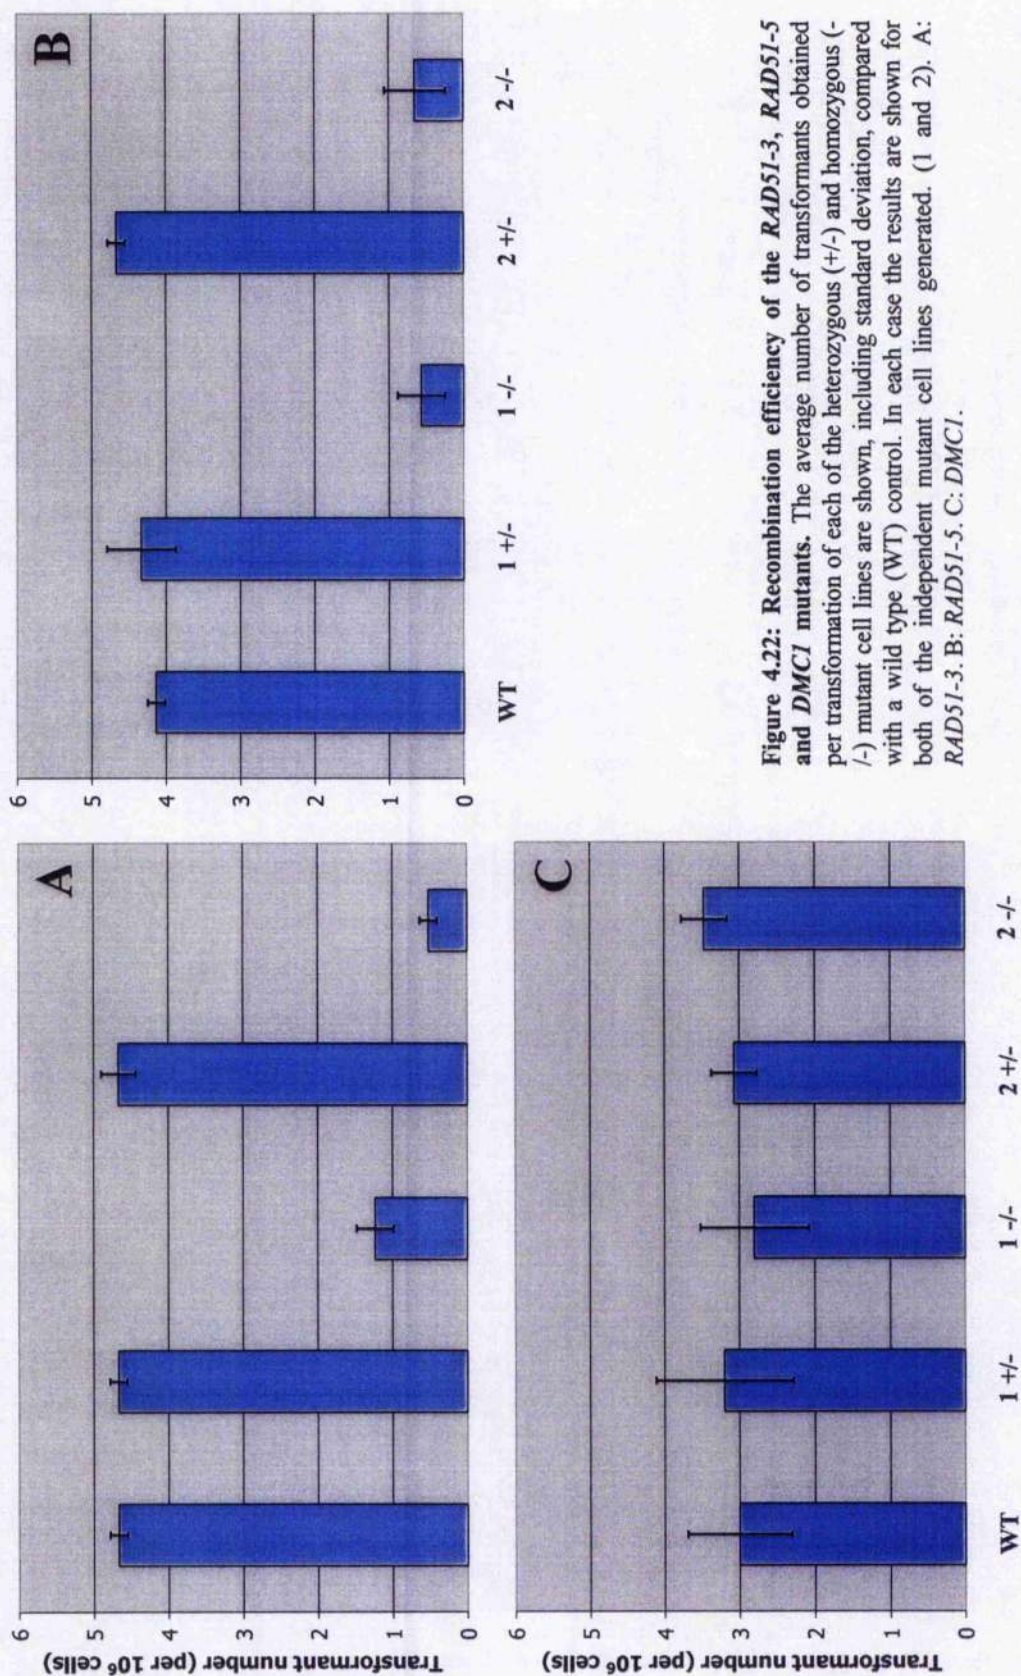 A
Transformant number (per 10⁶ cells)
6
5
4
3
2
1
0
B
6
5
4
3
2
1
0
WT
1 +/-
1 -/-
2 +/-
2 -/-
C
Transformant number (per 10⁶ cells)
6
5
4
3
2
1
0
WT
1 +/-
1 -/-
2 +/-
2 -/-
Figure 4.22: Recombination efficiency of the RAD51-3, RAD51-5
and DMC1 mutants. The average number of transformants obtained
per transformation of each of the heterozygous (+/-) and homozygous (-
/-) mutant cell lines are shown, including standard deviation, compared
with a wild type (WT) control. In each case the results are shown for
both of the independent mutant cell lines generated. (1 and 2). A:
RAD51-3. B: RAD51-5. C: DMC1.